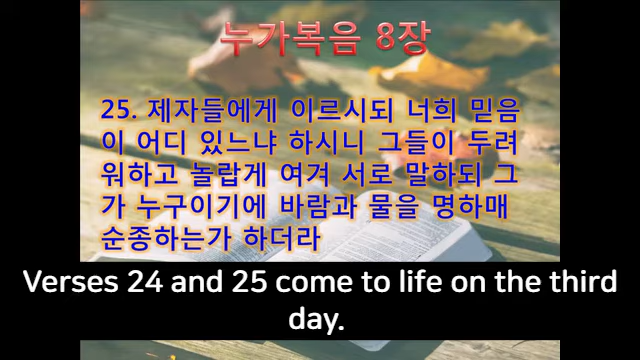 누가복음 8장
25. 제자들에게 이르시되 너희 믿음
이 어디 있느냐 하시니 그들이 두려
워하고 놀랍게 여겨 서로 말하되 그
가 누구이기에 바람과 물을 명하매
순종하는가 하더라
Verses 24 and 25 come to life on the third
day.